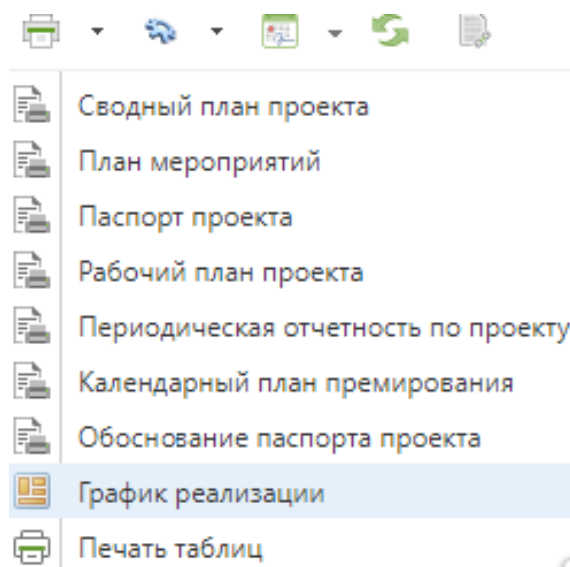 Сводный план проекта
План мероприятий
Паспорт проекта
Рабочий план проекта
Периодическая отчетность по проекту
Календарный план премирования
Обоснование паспорта проекта
График реализации
Печать таблиц